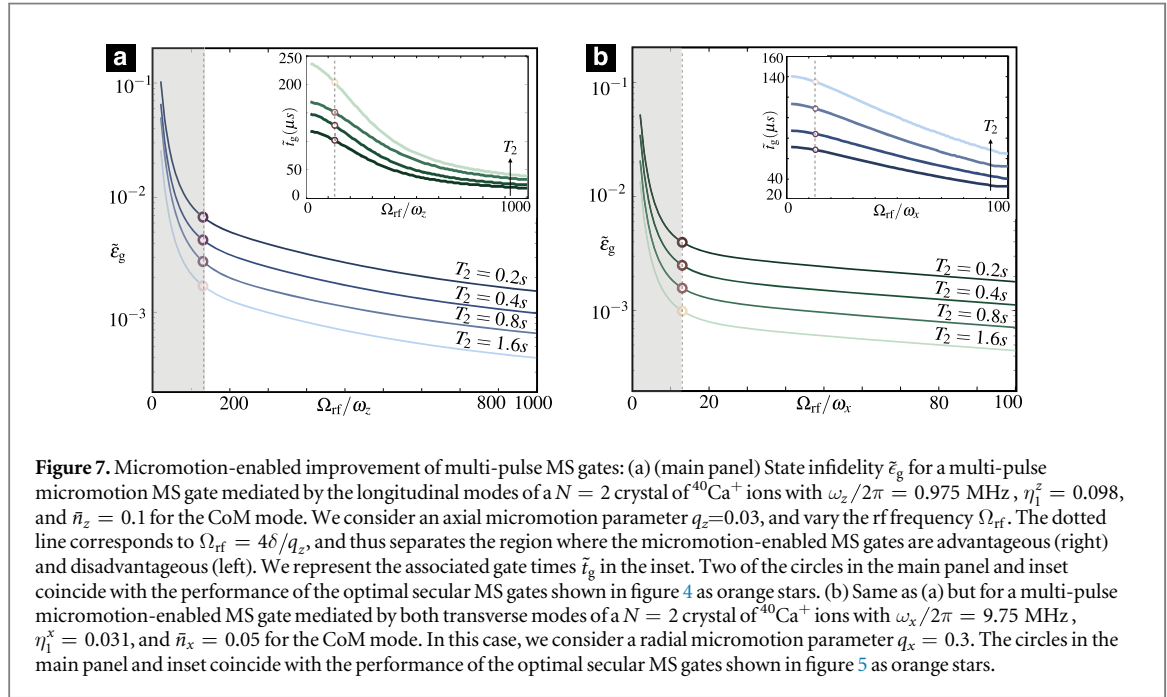 a
10⁻¹
10⁻²
ε̃g
10⁻³
0
200
Ωrf/ωz
800
1000
T₂ = 0.2s
T₂ = 0.4s
T₂ = 0.8s
T₂ = 1.6s
250
200
t̃g(μs)
50
0
0
Ωrf/ωz
1000
T₂
b
10⁻¹
10⁻²
ε̃g
10⁻³
0
20
Ωrf/ωx
80
100
T₂ = 0.2s
T₂ = 0.4s
T₂ = 0.8s
T₂ = 1.6s
160
140
t̃g(μs)
40
20
0
Ωrf/ωx
100
T₂
Figure 7. Micromotion-enabled improvement of multi-pulse MS gates: (a) (main panel) State infidelity ε̃g for a multi-pulse
micromotion MS gate mediated by the longitudinal modes of a N = 2 crystal of ⁴⁰Ca⁺ ions with ωz/2π = 0.975 MHz, η₁ᶻ = 0.098,
and n̄z = 0.1 for the CoM mode. We consider an axial micromotion parameter qz=0.03, and vary the rf frequency Ωrf. The dotted
line corresponds to Ωrf = 4δ/qz, and thus separates the region where the micromotion-enabled MS gates are advantageous (right)
and disadvantageous (left). We represent the associated gate times t̃g in the inset. Two of the circles in the main panel and inset
coincide with the performance of the optimal secular MS gates shown in figure 4 as orange stars. (b) Same as (a) but for a multi-pulse
micromotion-enabled MS gate mediated by both transverse modes of a N = 2 crystal of ⁴⁰Ca⁺ ions with ωx/2π = 9.75 MHz,
η₁ˣ = 0.031, and n̄x = 0.05 for the CoM mode. In this case, we consider a radial micromotion parameter qx = 0.3. The circles in the
main panel and inset coincide with the performance of the optimal secular MS gates shown in figure 5 as orange stars.